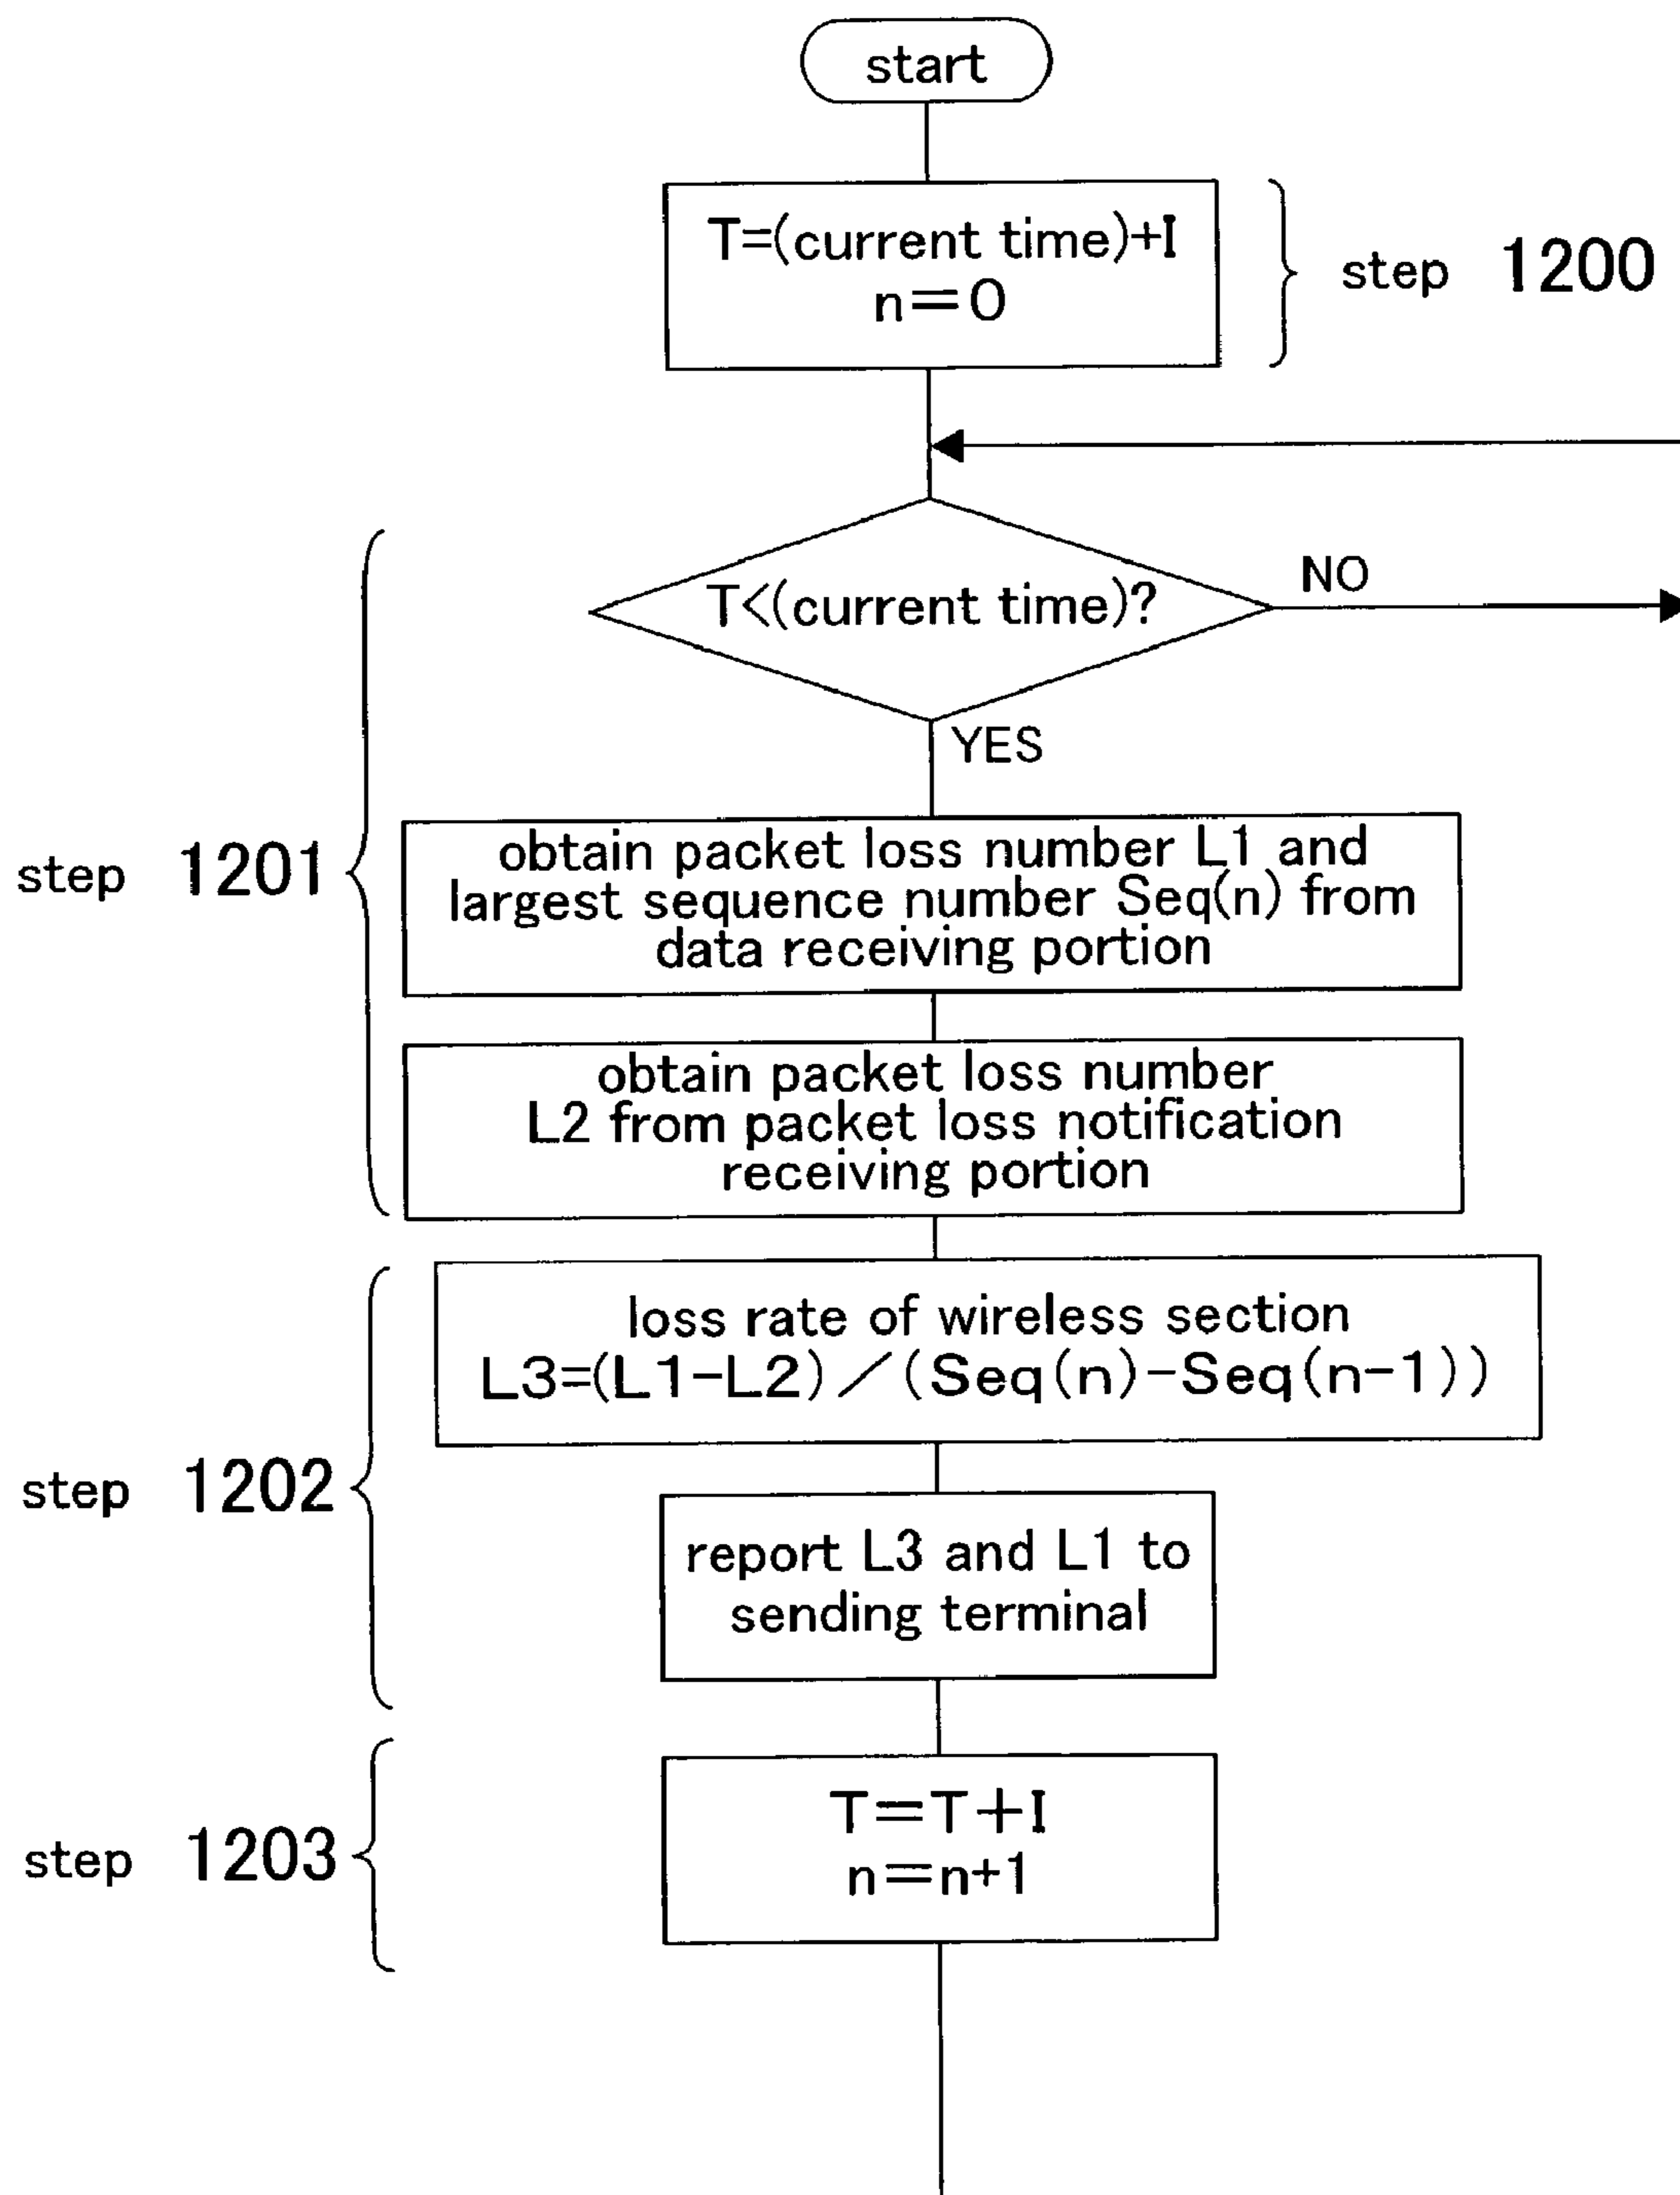 start
T=(current time)+I
n=0
step 1200
T<(current time)?
NO
YES
step 1201
obtain packet loss number L1 and
largest sequence number Seq(n) from
data receiving portion
obtain packet loss number
L2 from packet loss notification
receiving portion
loss rate of wireless section
L3=(L1-L2)/(Seq(n)-Seq(n-1))
step 1202
report L3 and L1 to
sending terminal
T=T+I
n=n+1
step 1203